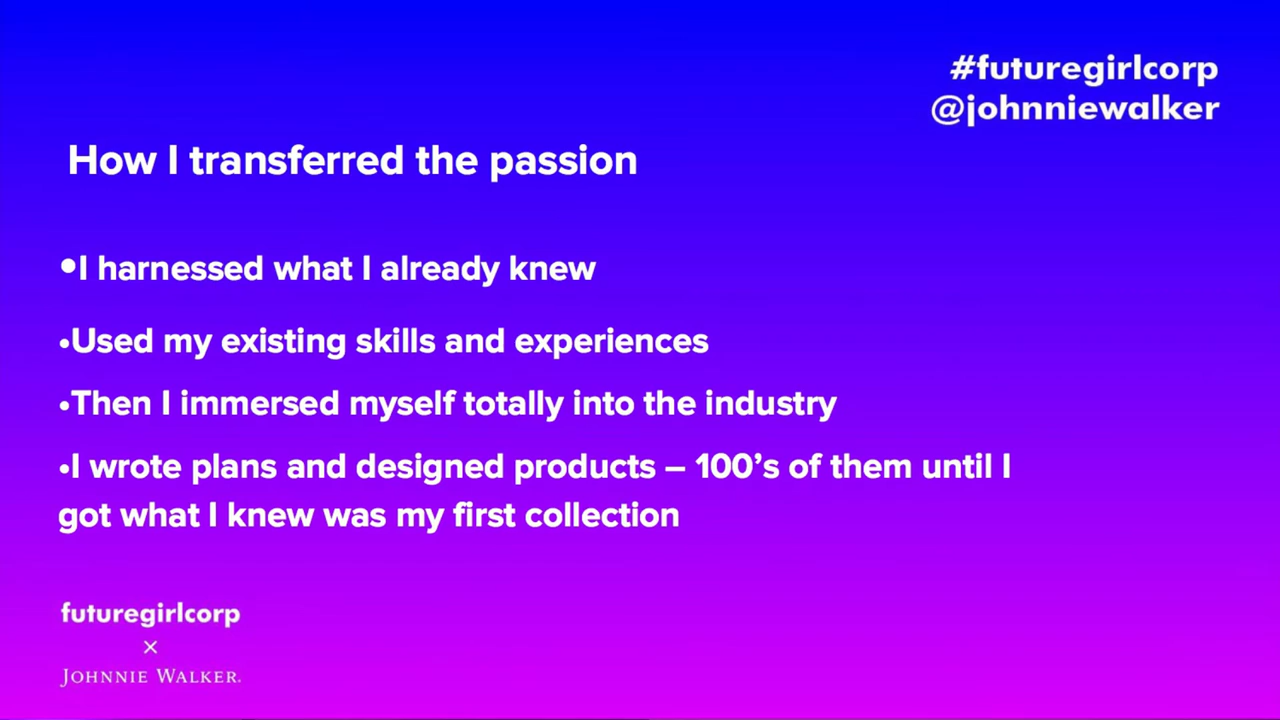 #futuregirlcorp
@johnniewalker
How I transferred the passion
•I harnessed what I already knew
•Used my existing skills and experiences
•Then I immersed myself totally into the industry
•I wrote plans and designed products – 100’s of them until I
got what I knew was my first collection
futuregirlcorp
×
JOHNNIE WALKER.